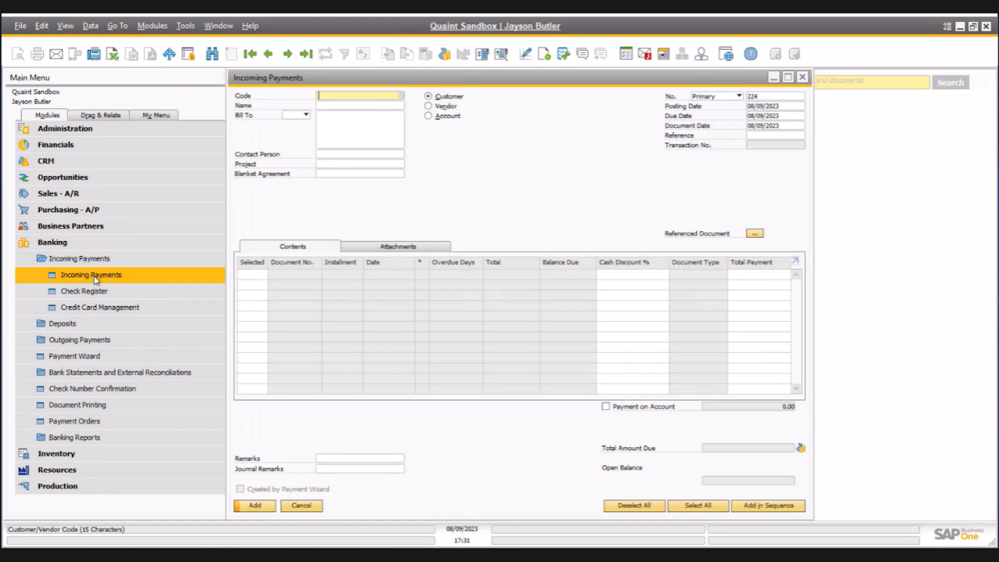 File Edit View Data Go To Modules Tools Window Help
Quaint Sandbox | Jayson Butler
Main Menu
Quaint Sandbox
Jayson Butler
Modules Drag & Relate My Menu
Administration
Financials
CRM
Opportunities
Sales - A/R
Purchasing - A/P
Business Partners
Banking
Incoming Payments
Incoming Payments
Check Register
Credit Card Management
Deposits
Outgoing Payments
Payment Wizard
Bank Statements and External Reconciliations
Check Number Confirmation
Document Printing
Payment Orders
Banking Reports
Inventory
Resources
Production
Incoming Payments
Code
Name
Bill To
Contact Person
Project
Blanket Agreement
Customer
Vendor
Account
No. Primary 224
Posting Date 08/09/2023
Due Date 08/09/2023
Document Date 08/09/2023
Reference
Transaction No.
Referenced Document ...
Contents Attachments
Selected Document No. Instalment Date * Overdue Days Total Balance Due Cash Discount % Document Type Total Payment
Payment on Account 0.00
Total Amount Due
Open Balance
Remarks
Journal Remarks
Created by Payment Wizard
Add Cancel Deselect All Select All Add in Sequence
and documents Search
Customer/Vendor Code (15 Characters) 08/09/2023
17:31
SAP Business One